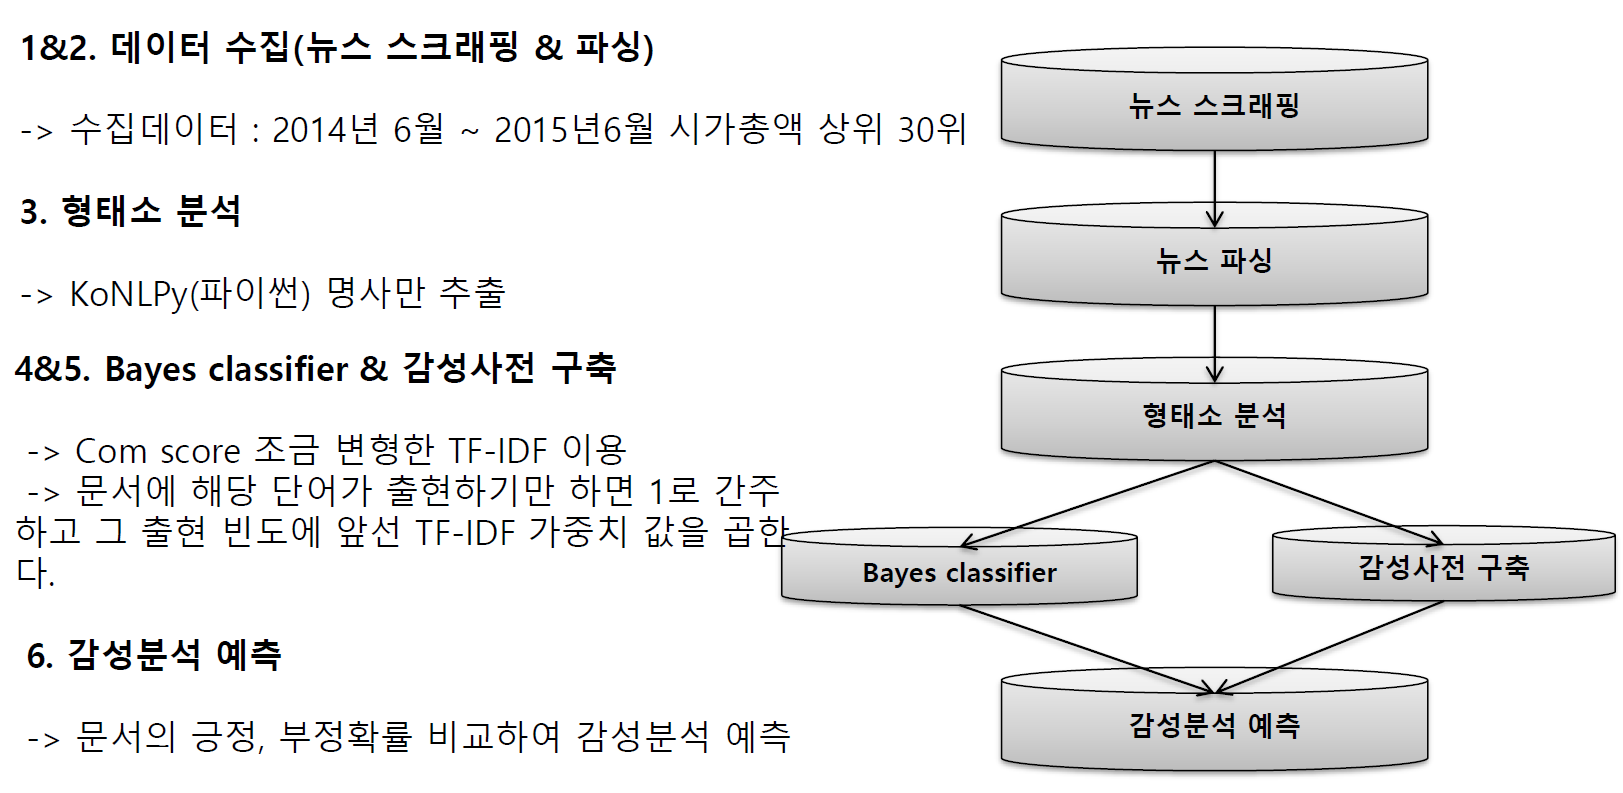 1&2. 데이터 수집(뉴스 스크래핑 & 파싱)
-> 수집데이터 : 2014년 6월 ~ 2015년6월 시가총액 상위 30위
3. 형태소 분석
-> KoNLPy(파이썬) 명사만 추출
4&5. Bayes classifier & 감성사전 구축
-> Com score 조금 변형한 TF-IDF 이용
-> 문서에 해당 단어가 출현하기만 하면 1로 간주
하고 그 출현 빈도에 앞선 TF-IDF 가중치 값을 곱한
다.
6. 감성분석 예측
-> 문서의 긍정, 부정확률 비교하여 감성분석 예측
뉴스 스크래핑
뉴스 파싱
형태소 분석
Bayes classifier
감성사전 구축
감성분석 예측